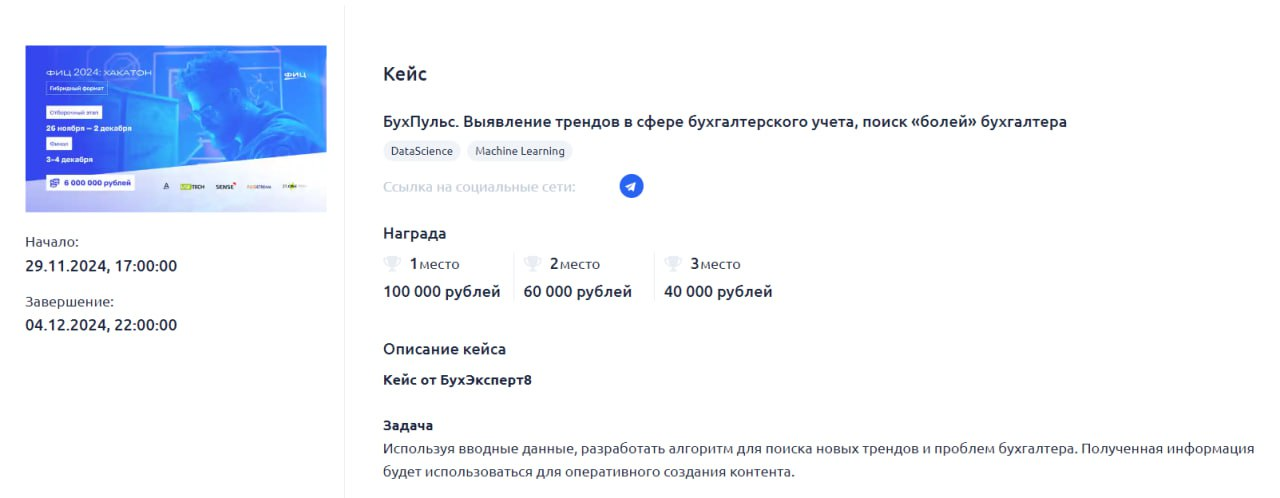 ФИЦ 2024: ХАКАТОН
ФИЦ
Гибридный формат
Отборочный этап
26 ноября – 2 декабря
Финал
3–4 декабря
6 000 000 рублей
SENSE
Начало:
29.11.2024, 17:00:00
Завершение:
04.12.2024, 22:00:00
Кейс
БухПульс. Выявление трендов в сфере бухгалтерского учета, поиск «болей» бухгалтера
DataScience Machine Learning
Ссылка на социальные сети:
Награда
1 место 2 место 3 место
100 000 рублей 60 000 рублей 40 000 рублей
Описание кейса
Кейс от БухЭксперт8
Задача
Используя вводные данные, разработать алгоритм для поиска новых трендов и проблем бухгалтера. Полученная информация
будет использоваться для оперативного создания контента.